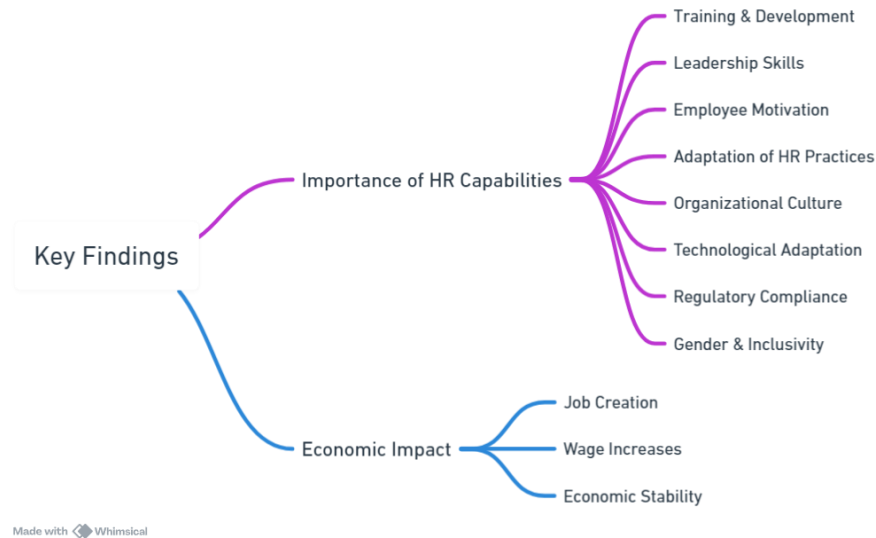 Key Findings
Importance of HR Capabilities
Training & Development
Leadership Skills
Employee Motivation
Adaptation of HR Practices
Organizational Culture
Technological Adaptation
Regulatory Compliance
Gender & Inclusivity
Economic Impact
Job Creation
Wage Increases
Economic Stability
Made with Whimsical